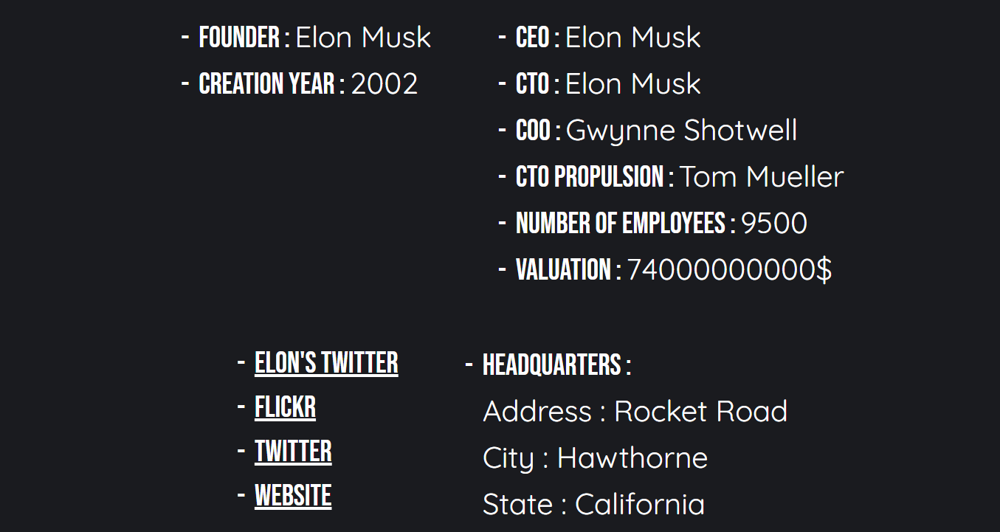 - FOUNDER : Elon Musk
- CREATION YEAR : 2002
- CEO : Elon Musk
- CTO : Elon Musk
- COO : Gwynne Shotwell
- CTO PROPULSION : Tom Mueller
- NUMBER OF EMPLOYEES : 9500
- VALUATION : 74000000000$
- ELON'S TWITTER
- FLICKR
- TWITTER
- WEBSITE
- HEADQUARTERS :
Address : Rocket Road
City : Hawthorne
State : California